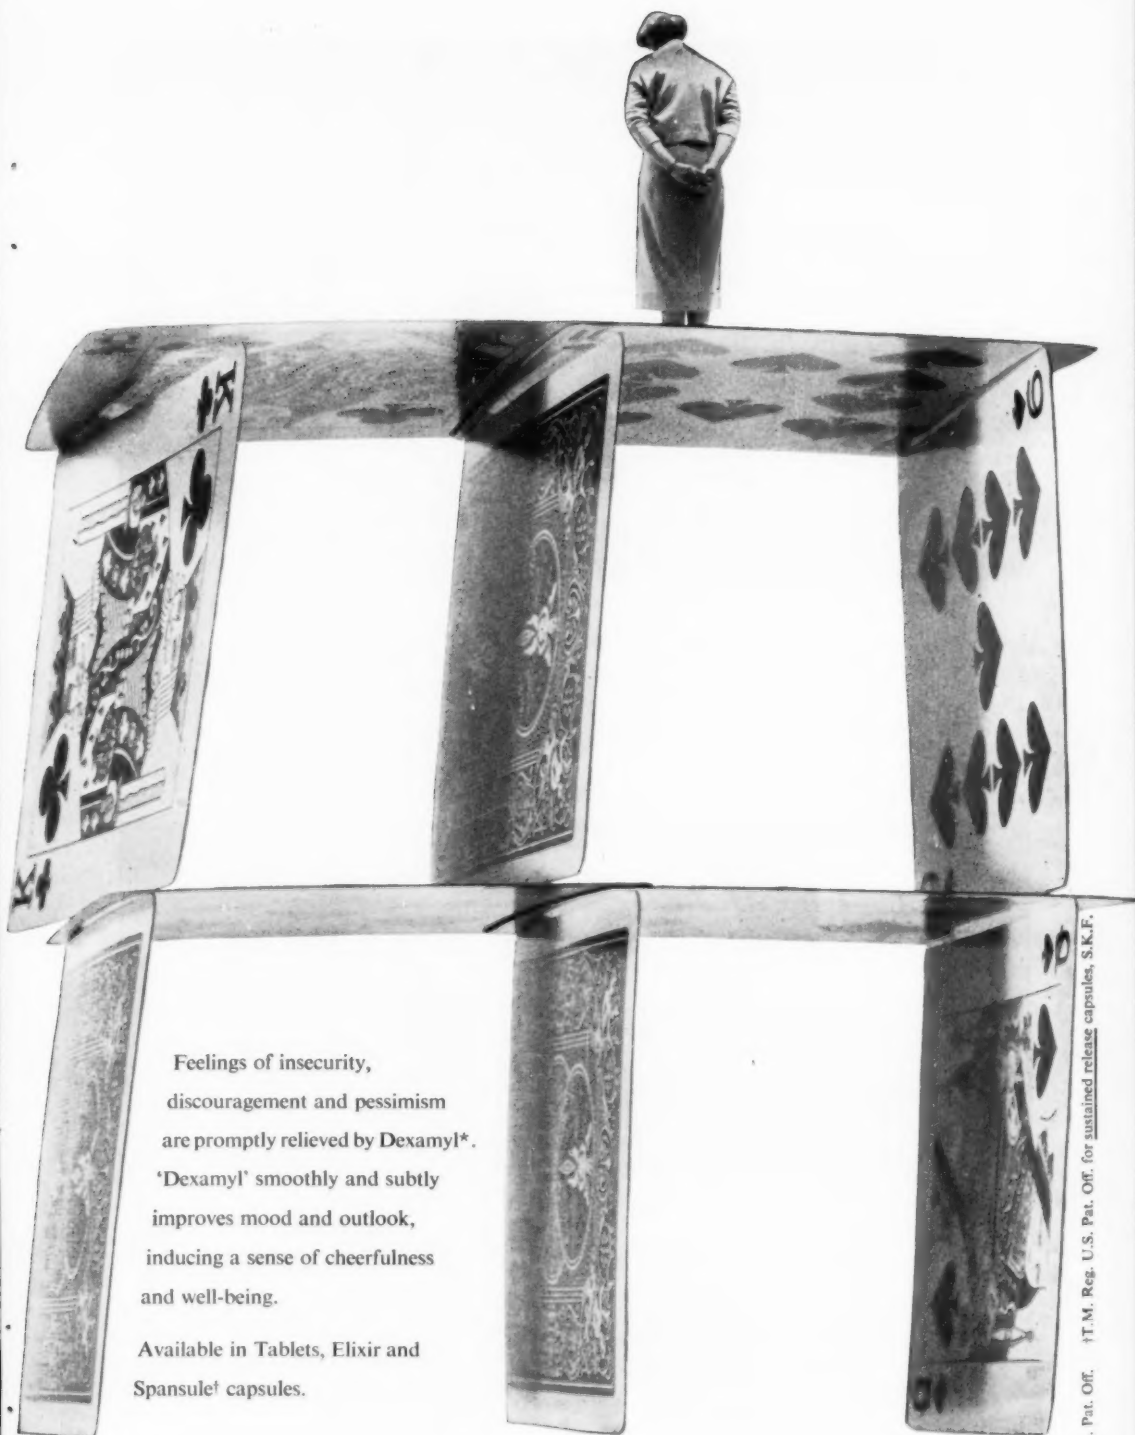 K
K
9
Q
Feelings of insecurity,
discouragement and pessimism
are promptly relieved by Dexamyl*.
‘Dexamyl’ smoothly and subtly
improves mood and outlook,
inducing a sense of cheerfulness
and well-being.
Available in Tablets, Elixir and
Spansule† capsules.
. Pat. Off. †T.M. Reg. U.S. Pat. Off. for sustained release capsules, S.K.F.